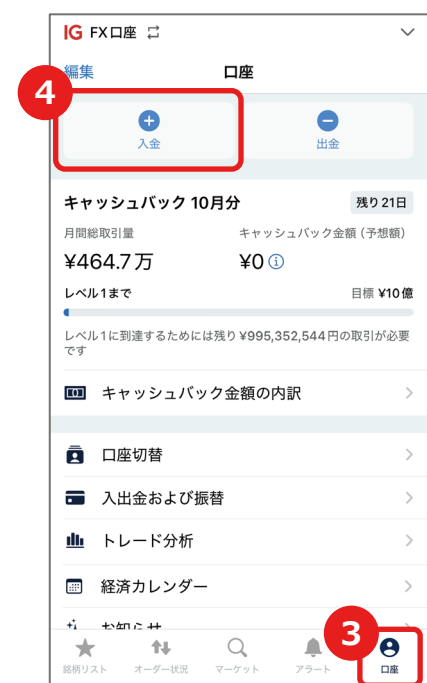 IG FX口座
編集
口座
4
入金
出金
キャッシュバック 10月分
残り21日
月間総取引量
キャッシュバック金額 (予想額)
¥464.7万
¥0
レベル1まで
目標 ¥10億
レベル1に到達するためには残り¥995,352,544円の取引が必要
です
キャッシュバック金額の内訳
口座切替
入出金および振替
トレード分析
経済カレンダー
お知らせ
3
銘柄リスト
オーダー状況
マーケット
アラート
口座